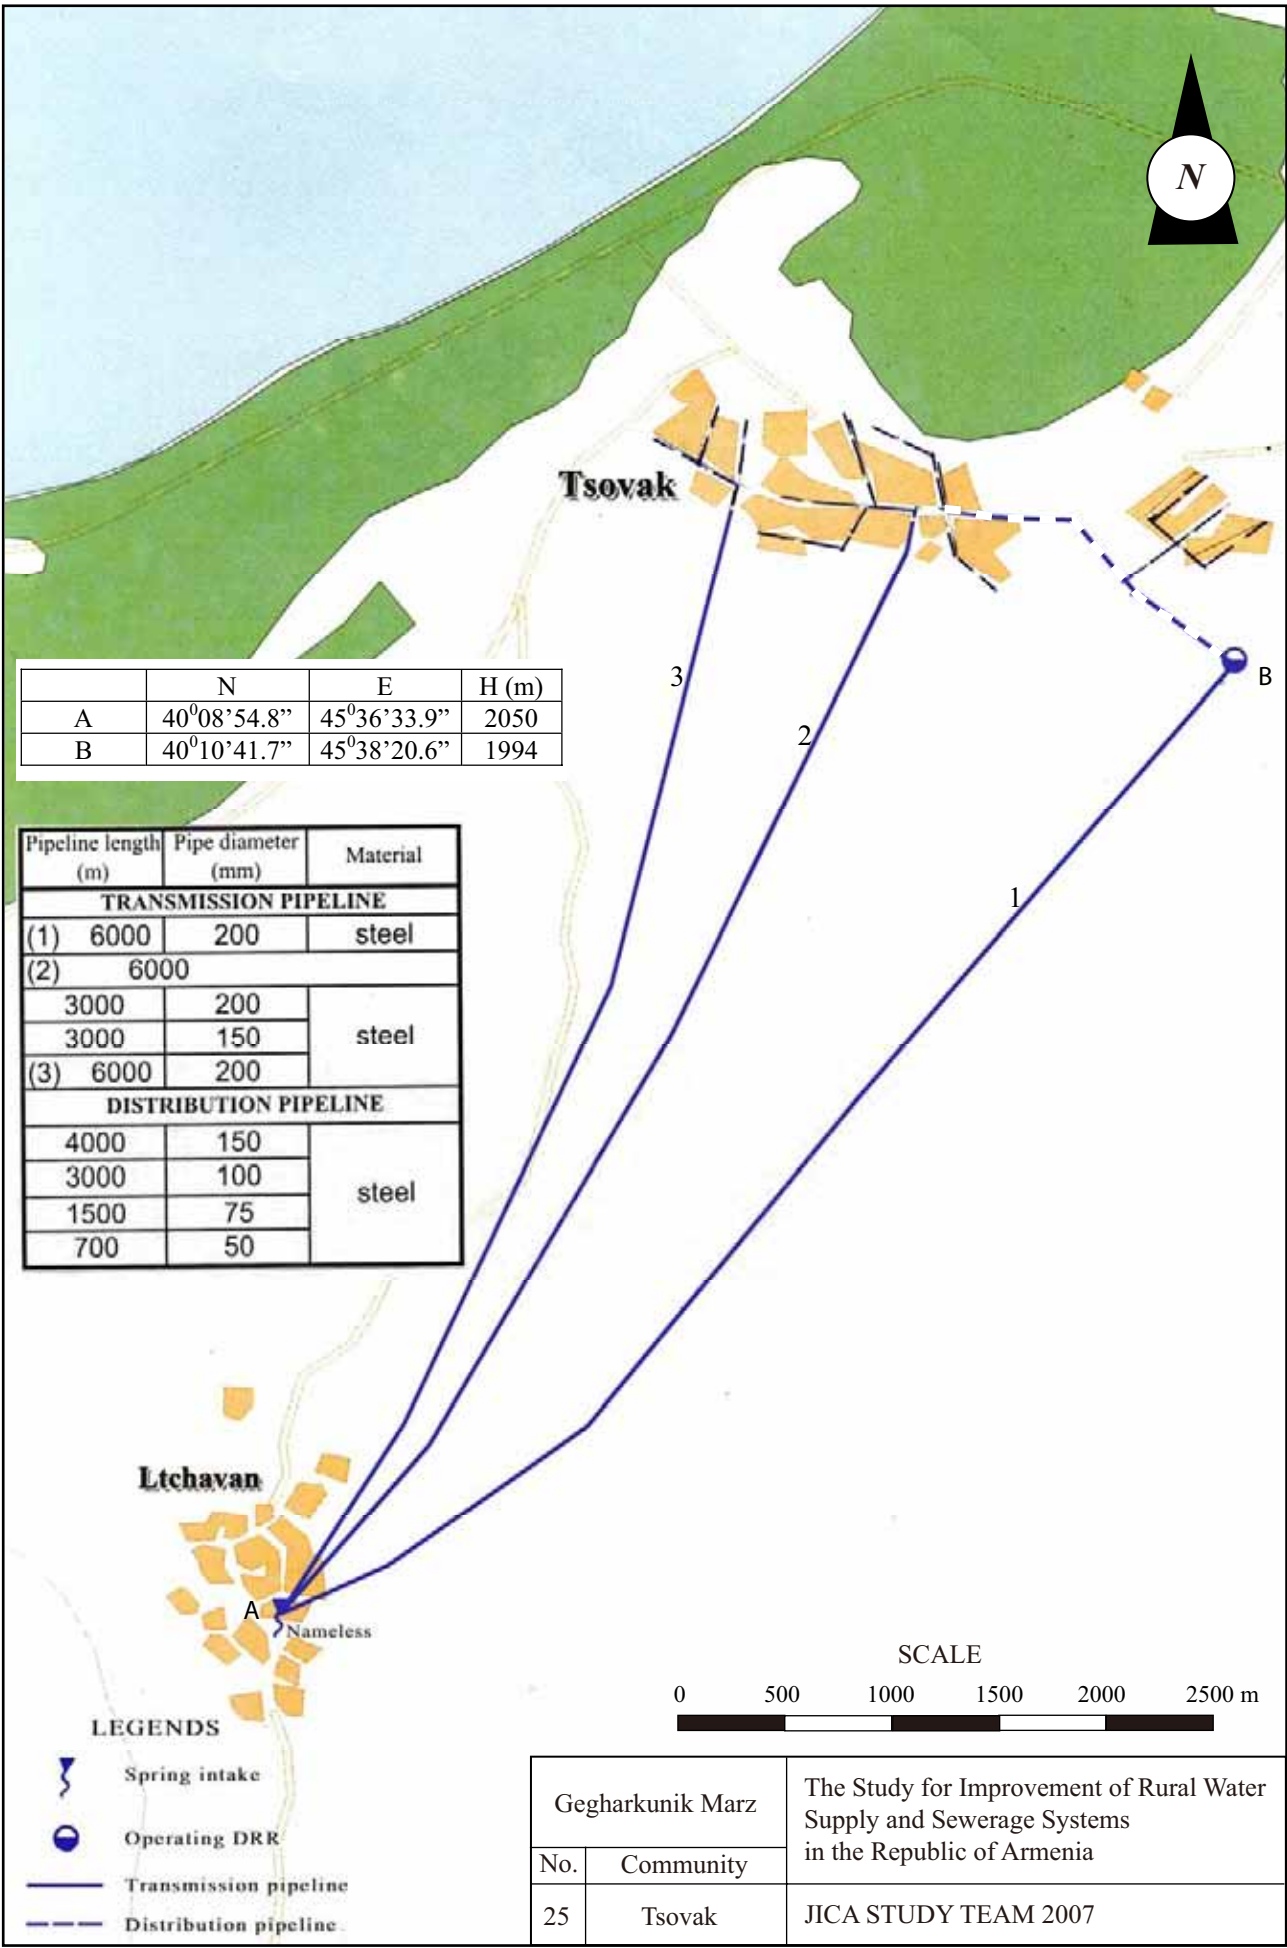 N
Tsovak
3
2
1
B
N E H (m)
A 40⁰08’54.8” 45⁰36’33.9” 2050
B 40⁰10’41.7” 45⁰38’20.6” 1994
Pipeline length (m) Pipe diameter (mm) Material
TRANSMISSION PIPELINE
(1) 6000 200 steel
(2) 6000
3000 200 steel
3000 150
(3) 6000 200
DISTRIBUTION PIPELINE
4000 150 steel
3000 100
1500 75
700 50
Ltchavan
A
Nameless
SCALE
0 500 1000 1500 2000 2500 m
LEGENDS
Spring intake
Operating DRR
Transmission pipeline
Distribution pipeline
Gegharkunik Marz
The Study for Improvement of Rural Water
Supply and Sewerage Systems
in the Republic of Armenia
No. Community
25 Tsovak
JICA STUDY TEAM 2007